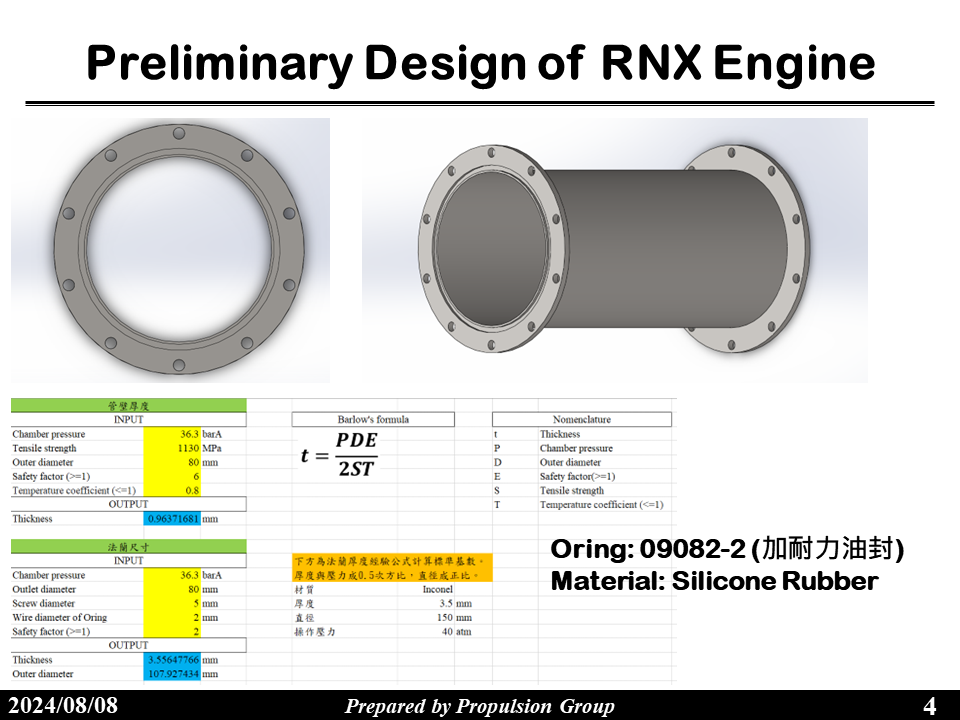 Preliminary Design of RNX Engine
管壁厚度
INPUT
Chamber pressure 36.3 barA
Tensile strength 1130 MPa
Outer diameter 80 mm
Safety factor (>=1) 6
Temperature coefficient (<=1) 0.8
OUTPUT
Thickness 0.96371681 mm
Barlow's formula
t = PDE / 2ST
Nomenclature
t Thickness
P Chamber pressure
D Outer diameter
E Safety factor(>=1)
S Tensile strength
T Temperature coefficient (<=1)
法蘭尺寸
INPUT
Chamber pressure 36.3 barA
Outlet diameter 80 mm
Screw diameter 5 mm
Wire diameter of Oring 2 mm
Safety factor (>=1) 2
OUTPUT
Thickness 3.55647766 mm
Outer diameter 107.927434 mm
下方為法蘭厚度經驗公式計算標準基數，
厚度與壓力成0.5次方比，直徑成正比。
材質 Inconel
厚度 3.5 mm
直徑 150 mm
操作壓力 40 atm
Oring: 09082-2 (加耐力油封)
Material: Silicone Rubber
2024/08/08
Prepared by Propulsion Group
4